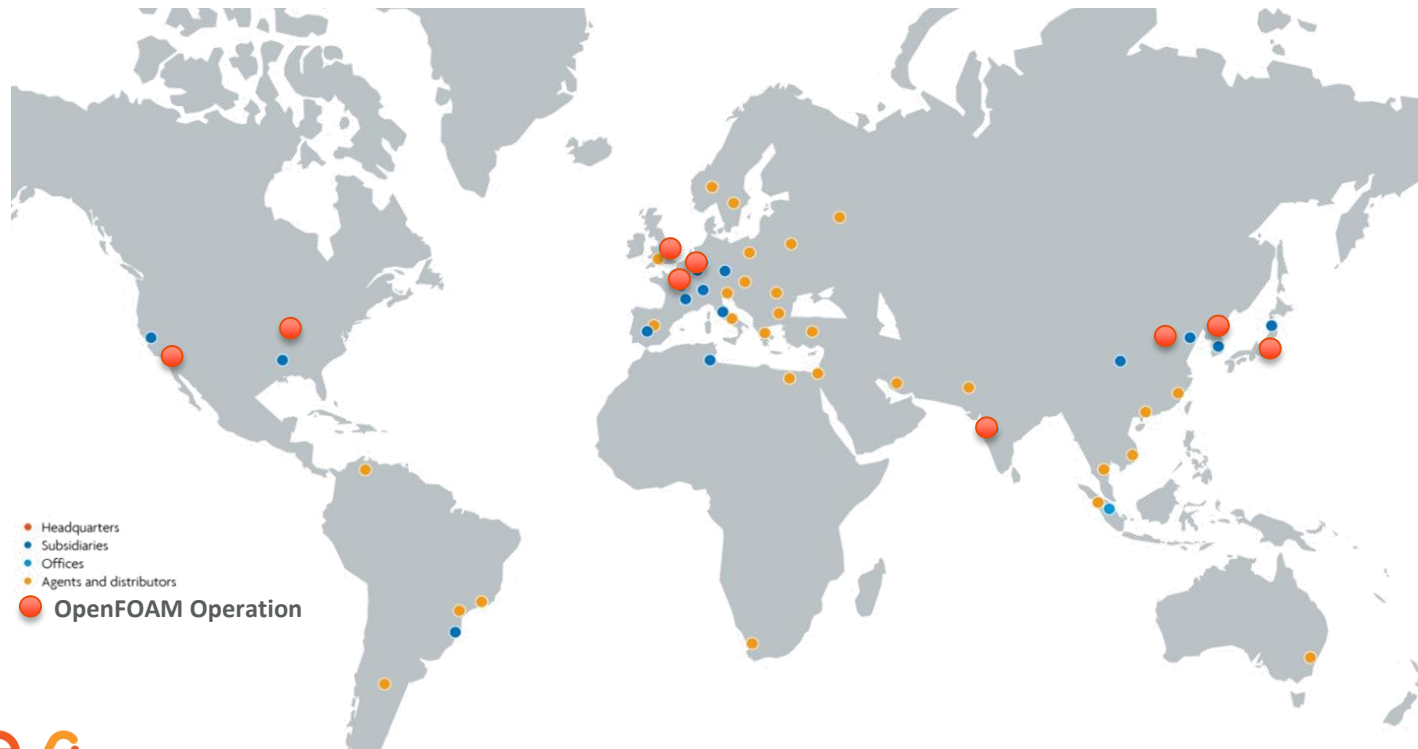 Headquarters
Subsidiaries
Offices
Agents and distributors
OpenFOAM Operation